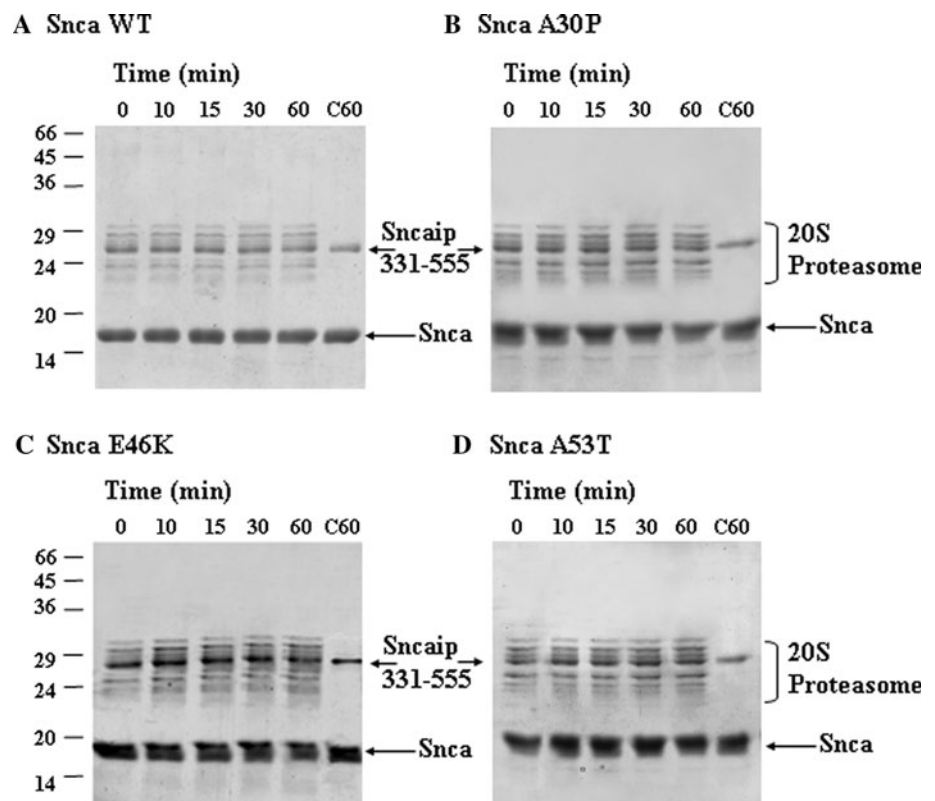 A Snca WT
Time (min)
0 10 15 30 60 C60
66
45
36
29
24
20
14
B Snca A30P
Time (min)
0 10 15 30 60 C60
Sncaip
331-555
20S
Proteasome
Snca
Snca
C Snca E46K
Time (min)
0 10 15 30 60 C60
66
45
36
29
24
20
14
D Snca A53T
Time (min)
0 10 15 30 60 C60
Sncaip
331-555
20S
Proteasome
Snca
Snca